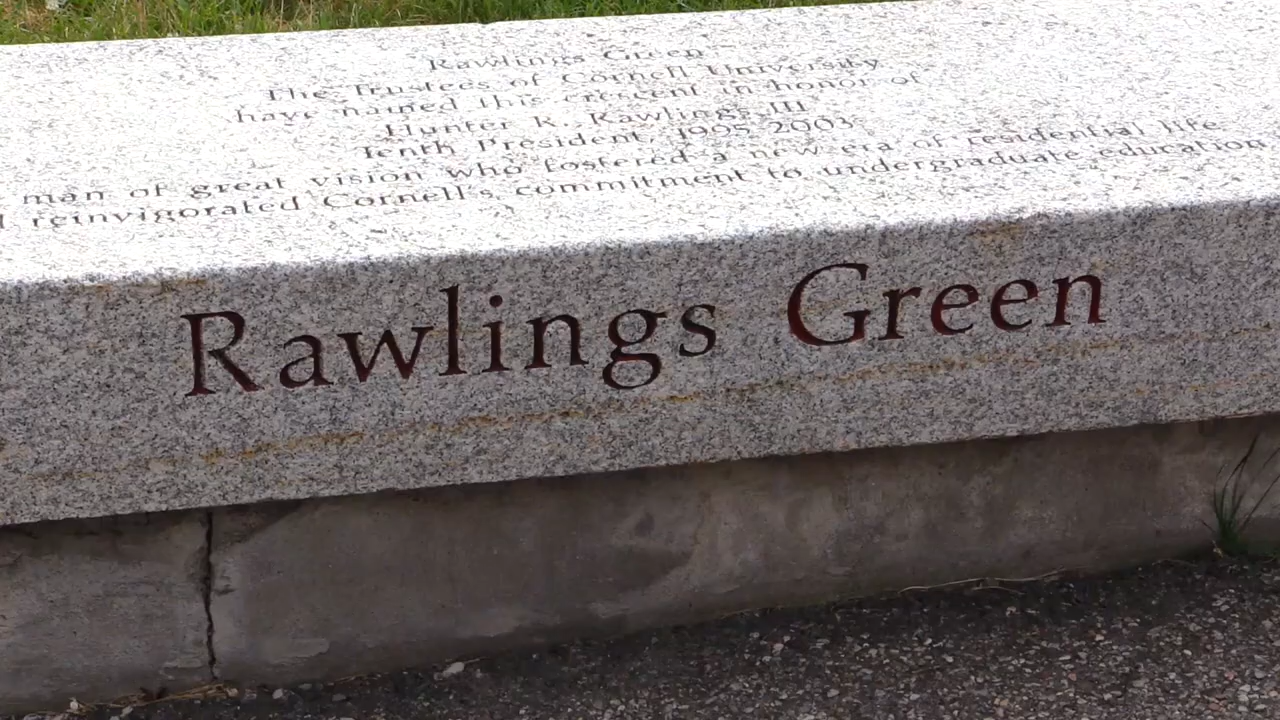 Rawlings Green
The Trustees of Cornell University
have named this crescent in honor of
Hunter R. Rawlings III
Tenth President, 1995-2003
man of great vision who fostered a new era of residential life
reinvigorated Cornell's commitment to undergraduate education
Rawlings Green